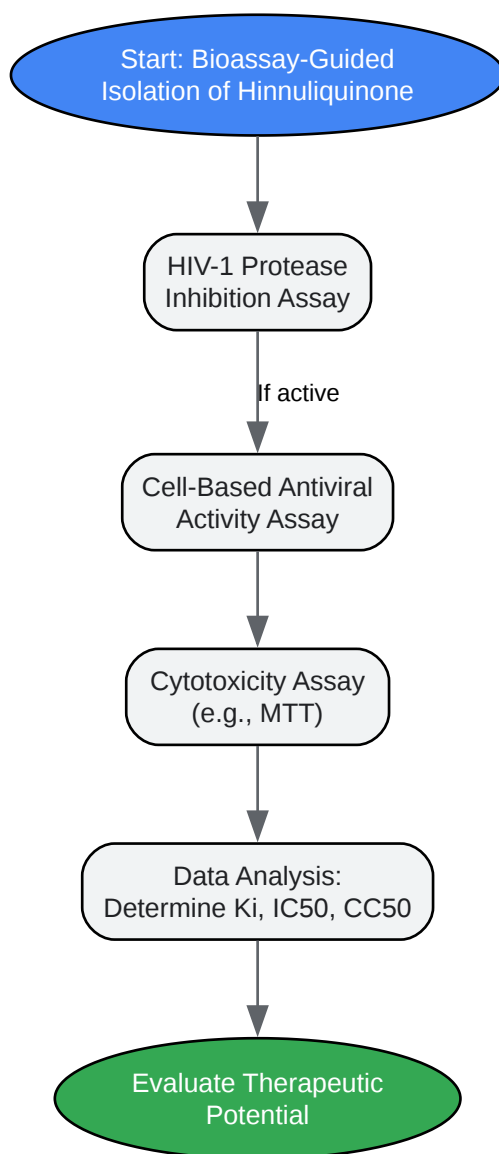 Start: Bioassay-Guided
Isolation of Hinnuliquinone
HIV-1 Protease
Inhibition Assay
If active
Cell-Based Antiviral
Activity Assay
Cytotoxicity Assay
(e.g., MTT)
Data Analysis:
Determine Ki, IC50, CC50
Evaluate Therapeutic
Potential